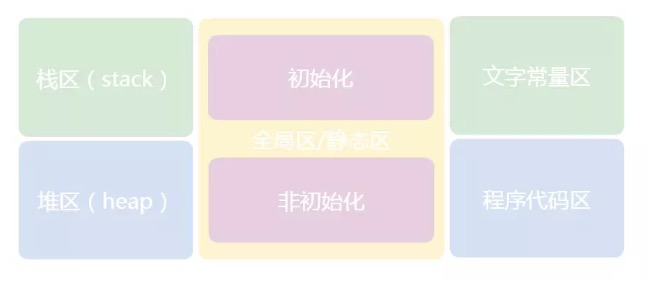 栈区（stack）
堆区（heap）
初始化
全局区/静态区
非初始化
文字常量区
程序代码区